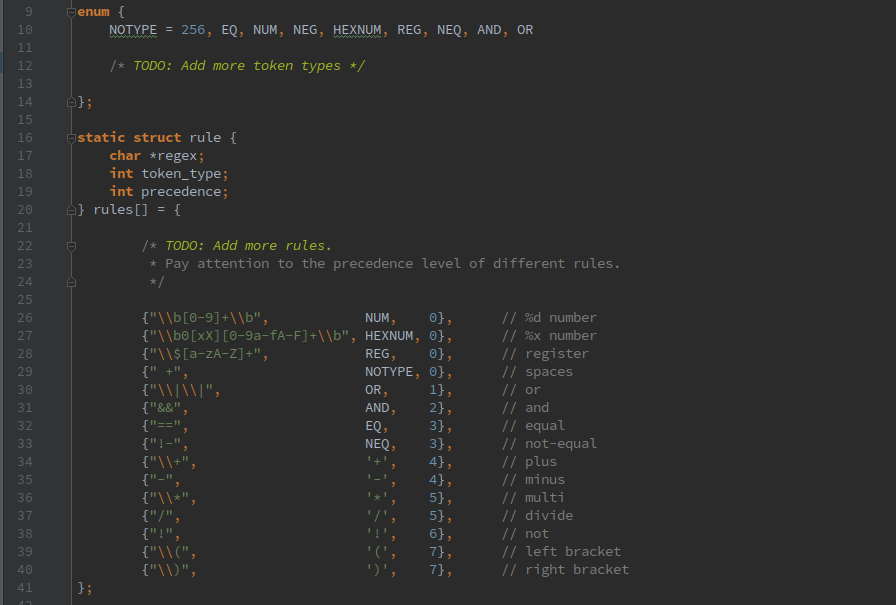 9 enum {
10 NOTYPE = 256, EQ, NUM, NEG, HEXNUM, REG, NEQ, AND, OR
11
12 /* TODO: Add more token types */
13
14 };
15
16 static struct rule {
17 char *regex;
18 int token_type;
19 int precedence;
20 } rules[] = {
21
22 /* TODO: Add more rules.
23 * Pay attention to the precedence level of different rules.
24 */
25
26 {"\\b[0-9]+\\b", NUM, 0}, // %d number
27 {"\\b0[xX][0-9a-fA-F]+\\b", HEXNUM, 0}, // %x number
28 {"\\$[a-zA-Z]+", REG, 0}, // register
29 {" +", NOTYPE, 0}, // spaces
30 {"\\|\\|", OR, 1}, // or
31 {"&&", AND, 2}, // and
32 {"==", EQ, 3}, // equal
33 {"!-", NEQ, 3}, // not-equal
34 {"\\+", '+', 4}, // plus
35 {"-", '-', 4}, // minus
36 {"\\*", '*', 5}, // multi
37 {"/", '/', 5}, // divide
38 {"!", '!', 6}, // not
39 {"\\(", '(', 7}, // left bracket
40 {"\\)", ')', 7}, // right bracket
41 };